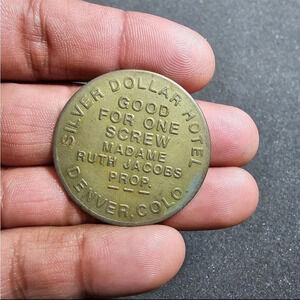 SILVER DOLLAR HOTEL
GOOD
FOR ONE
SCREW
MADAME
RUTH JACOBS
PROP.
DENVER, COLO